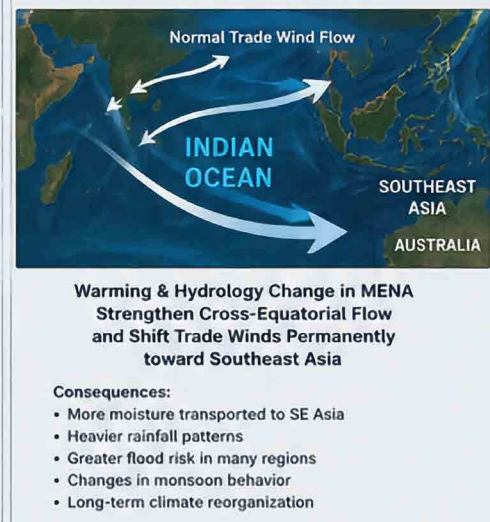 Normal Trade Wind Flow
INDIAN
OCEAN
SOUTHEAST
ASIA
AUSTRALIA
Warming & Hydrology Change in MENA
Strengthen Cross-Equatorial Flow
and Shift Trade Winds Permanently
toward Southeast Asia
Consequences:
• More moisture transported to SE Asia
• Heavier rainfall patterns
• Greater flood risk in many regions
• Changes in monsoon behavior
• Long-term climate reorganization